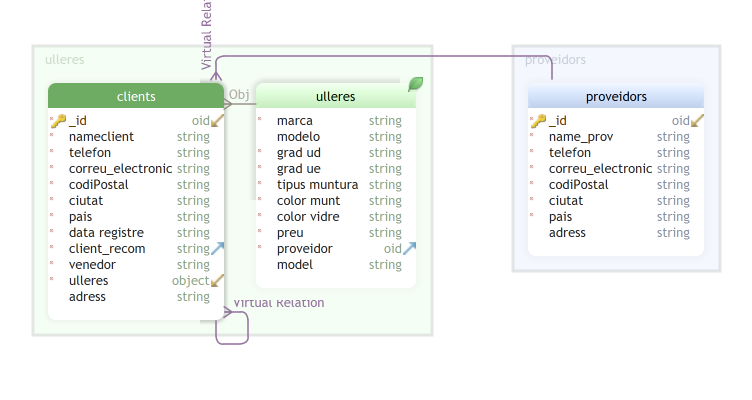 Virtual Rela
ulleres
clients
_id oid
nameclient string
telefon string
correu_electronic string
codiPostal string
ciutat string
pais string
data registre string
client_recom string
venedor string
ulleres object
adress string
Obj
ulleres
marca string
modelo string
grad ud string
grad ue string
tipus muntura string
color munt string
color vidre string
preu string
proveidor oid
model string
Virtual Relation
proveidors
proveidors
_id oid
name_prov string
telefon string
correu_electronic string
codiPostal string
ciutat string
pais string
adress string